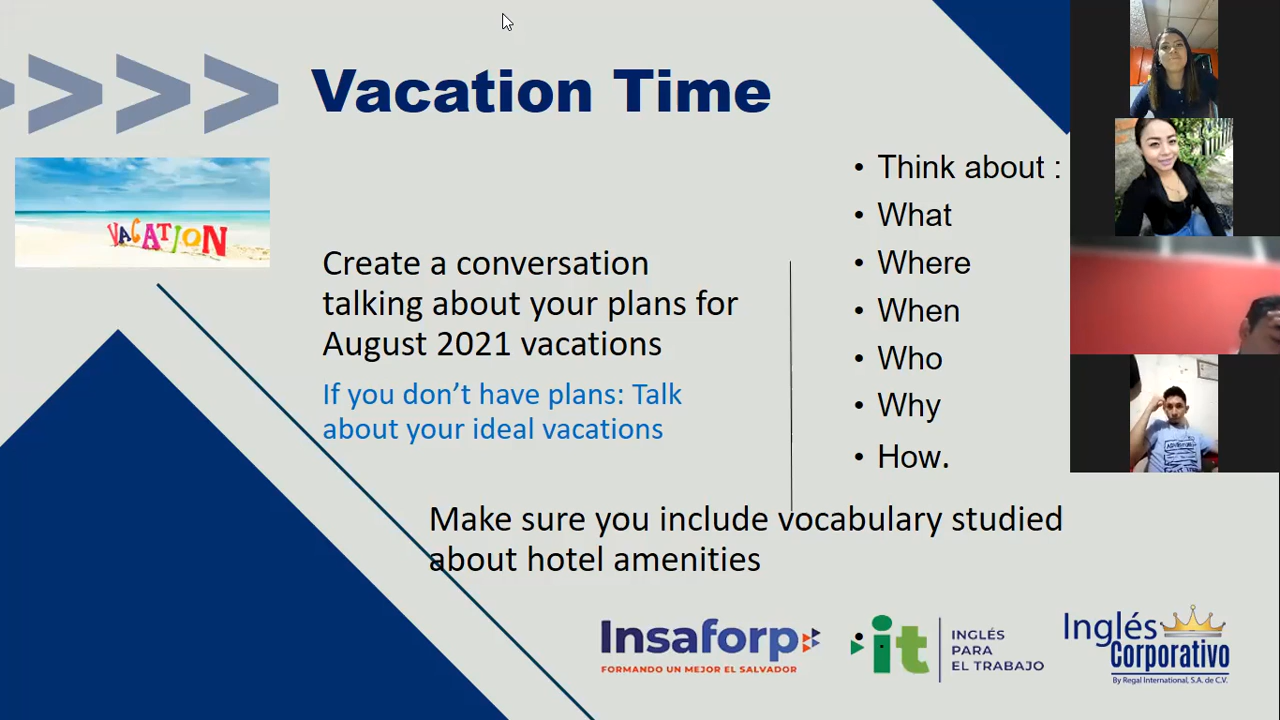 Vacation Time
VACATION
Create a conversation
talking about your plans for
August 2021 vacations
If you don’t have plans: Talk
about your ideal vacations
• Think about :
• What
• Where
• When
• Who
• Why
• How.
Make sure you include vocabulary studied
about hotel amenities
Insaforp
FORMANDO UN MEJOR EL SALVADOR
it
INGLÉS
PARA
EL TRABAJO
Inglés
Corporativo
By Regal International, S.A. de C.V.